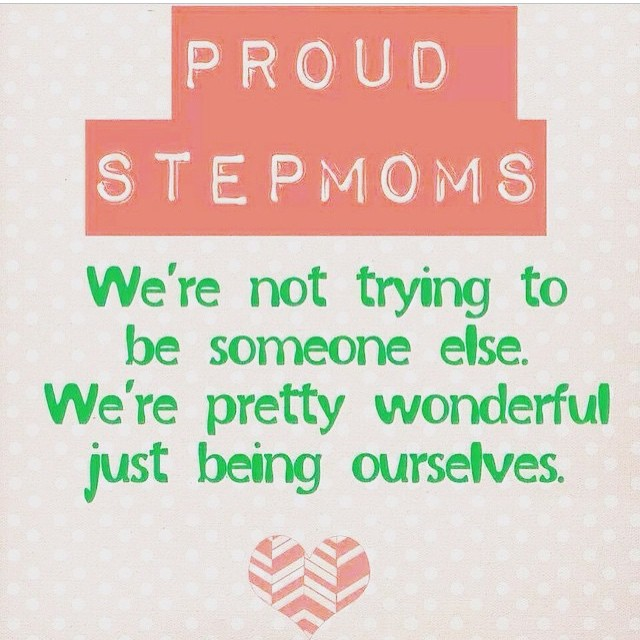 PROUD
STEPMOMS
We're not trying to
be someone else.
We're pretty wonderful
just being ourselves.